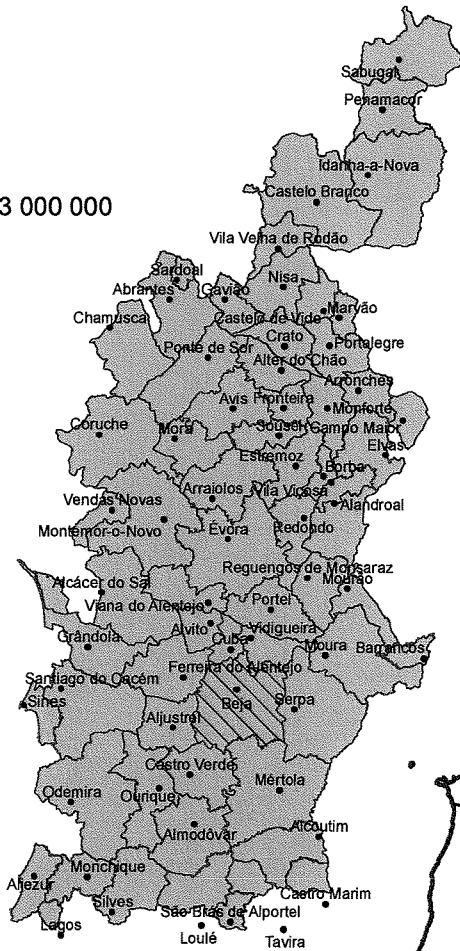 Sabugal
Penamacor
Idanha-a-Nova
Castelo Branco
3 000 000
Vila Velha de Rodão
Sardoal
Nisa
Abrantes
Gavião
Marvão
Castelo de Vide
Chamusca
Crato
Portalegre
Ponte de Sor
Alter do Chão
Arronches
Avis
Fronteira
Monforte
Coruche
Mora
Sousel
Campo Maior
Elvas
Estremoz
Borba
Arraiolos
Vila Viçosa
Vendas Novas
Alandroal
Montemor-o-Novo
Évora
Redondo
Reguengos de Monsaraz
Mourão
Alcácer do Sal
Viana do Alentejo
Portel
Alvito
Vidigueira
Grândola
Cuba
Moura
Barrancos
Ferreira do Alentejo
Santiago do Cacém
Sines
Beja
Serpa
Aljustrel
Castro Verde
Mértola
Odemira
Ourique
Almodôvar
Alcoutim
Monchique
Aljezur
Castro Marim
Silves
São Brás de Alportel
Lagos
Loulé
Tavira